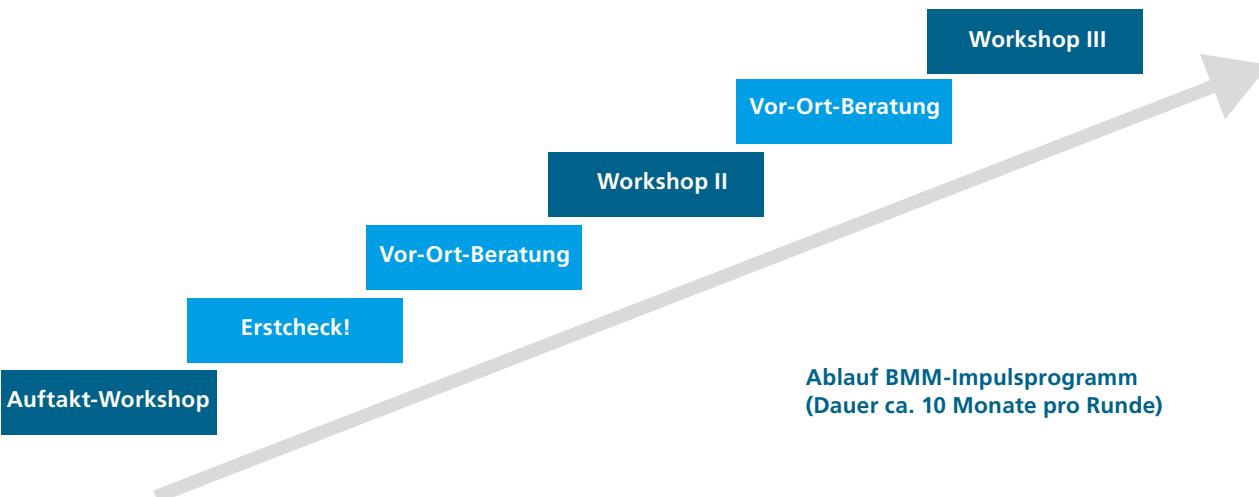 Workshop III
Vor-Ort-Beratung
Workshop II
Vor-Ort-Beratung
Erstcheck!
Auftakt-Workshop
Ablauf BMM-Impulsprogramm
(Dauer ca. 10 Monate pro Runde)